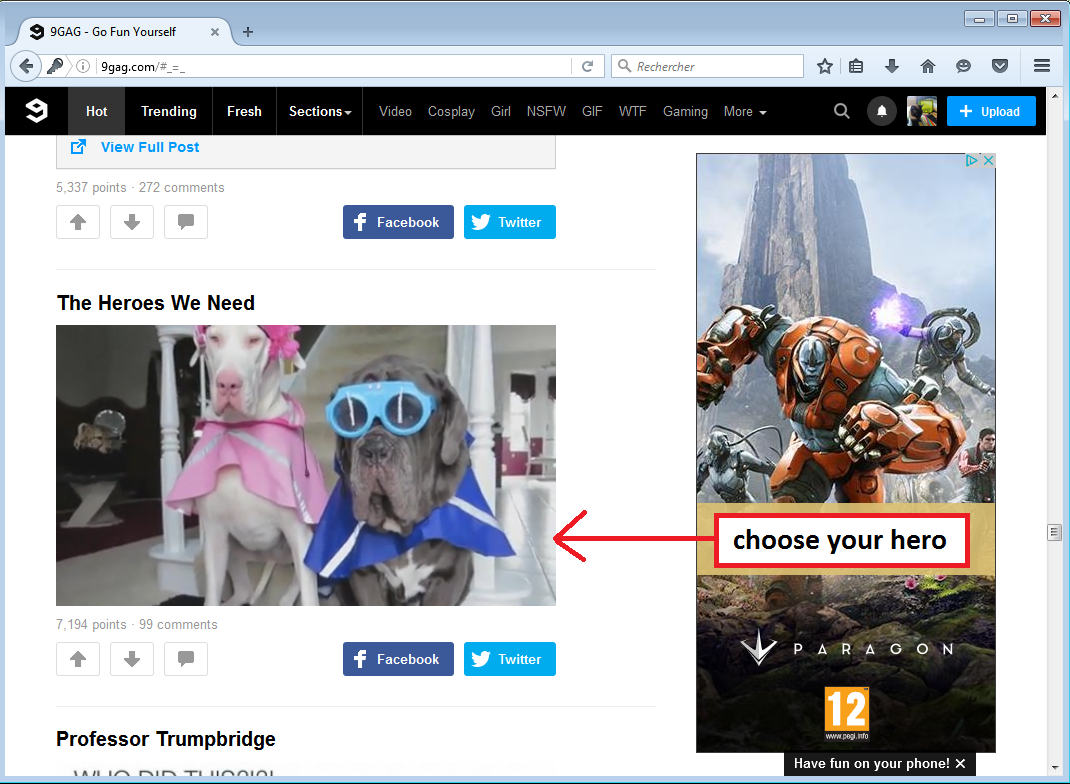 9GAG - Go Fun Yourself
9gag.com/#_=_
Rechercher
Hot Trending Fresh Sections Video Cosplay Girl NSFW GIF WTF Gaming More Upload
View Full Post
5,337 points · 272 comments
Facebook Twitter
The Heroes We Need
7,194 points · 99 comments
Facebook Twitter
Professor Trumpbridge
WHO DID THIS?!?!
choose your hero
PARAGON
12
www.pegi.info
Have fun on your phone!